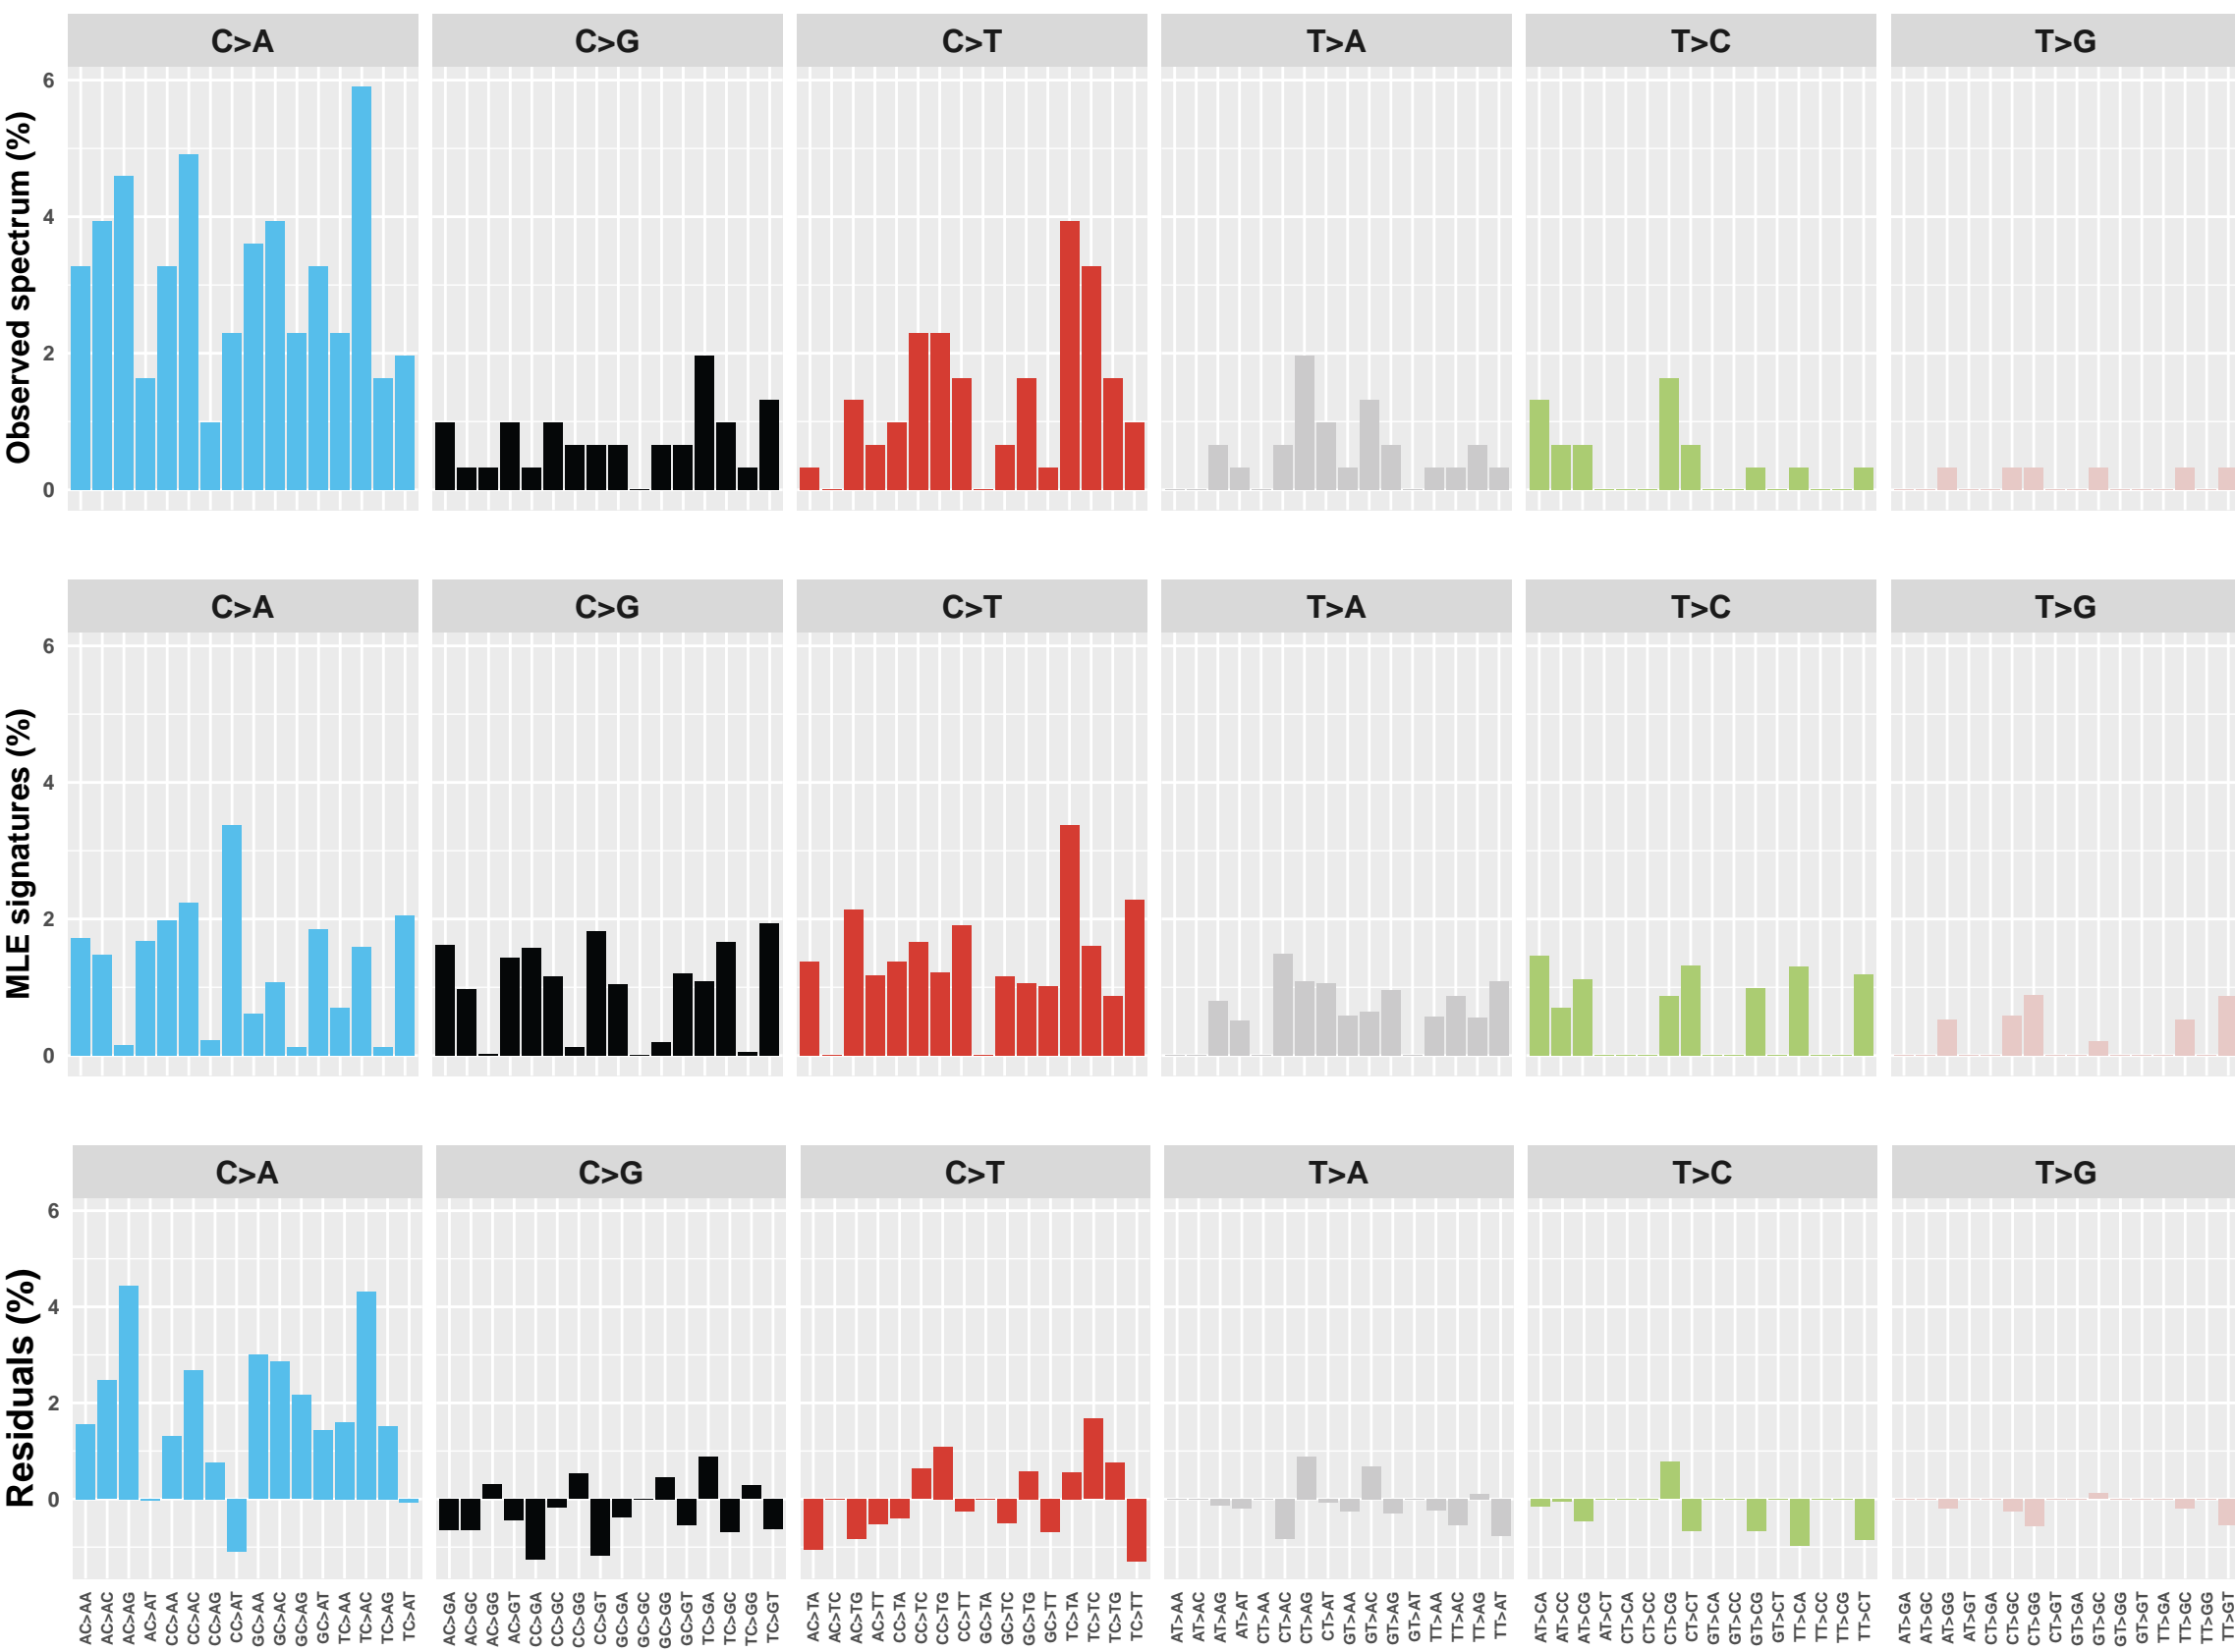 C>A C>G C>T T>A T>C T>G
Observed spectrum (%)
6
4
2
0
C>A C>G C>T T>A T>C T>G
MLE signatures (%)
6
4
2
0
C>A C>G C>T T>A T>C T>G
Residuals (%)
6
4
2
0
AC>AA AC>AC AC>AG AC>AT CC>AA CC>AC CC>AG CC>AT GC>AA GC>AC GC>AG GC>AT TC>AA TC>AC TC>AG TC>AT
AC>GA AC>GC AC>GG AC>GT CC>GA CC>GC CC>GG CC>GT GC>GA GC>GC GC>GG GC>GT TC>GA TC>GC TC>GG TC>GT
AC>TA AC>TC AC>TG AC>TT CC>TA CC>TC CC>TG CC>TT GC>TA GC>TC GC>TG GC>TT TC>TA TC>TC TC>TG TC>TT
AT>AA AT>AC AT>AG AT>AT CT>AA CT>AC CT>AG CT>AT GT>AA GT>AC GT>AG GT>AT TT>AA TT>AC TT>AG TT>AT
AT>CA AT>CC AT>CG AT>CT CT>CA CT>CC CT>CG CT>CT GT>CA GT>CC GT>CG GT>CT TT>CA TT>CC TT>CG TT>CT
AT>GA AT>GC AT>GG AT>GT CT>GA CT>GC CT>GG CT>GT GT>GA GT>GC GT>GG GT>GT TT>GA TT>GC TT>GG TT>GT